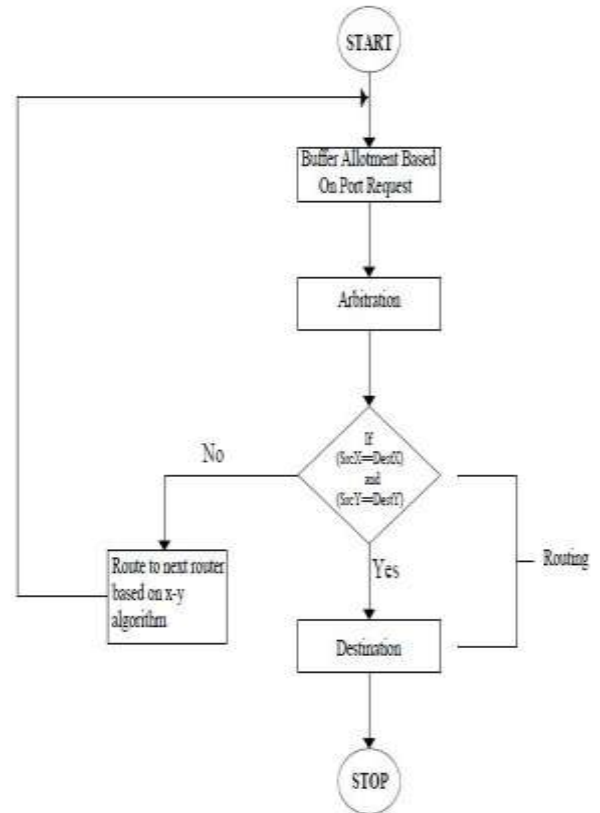 START
Buffer Allotment Based
On Port Request
Arbitration
If
(SrcX==DestX)
and
(SrcY==DestY)
No
Yes
Routing
Route to next router
based on x-y
algorithm
Destination
STOP